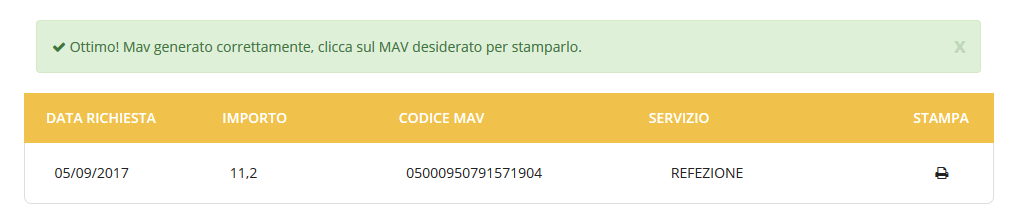 Ottimo! Mav generato correttamente, clicca sul MAV desiderato per stamparlo. X
DATA RICHIESTA IMPORTO CODICE MAV SERVIZIO STAMPA
05/09/2017 11,2 05000950791571904 REFEZIONE